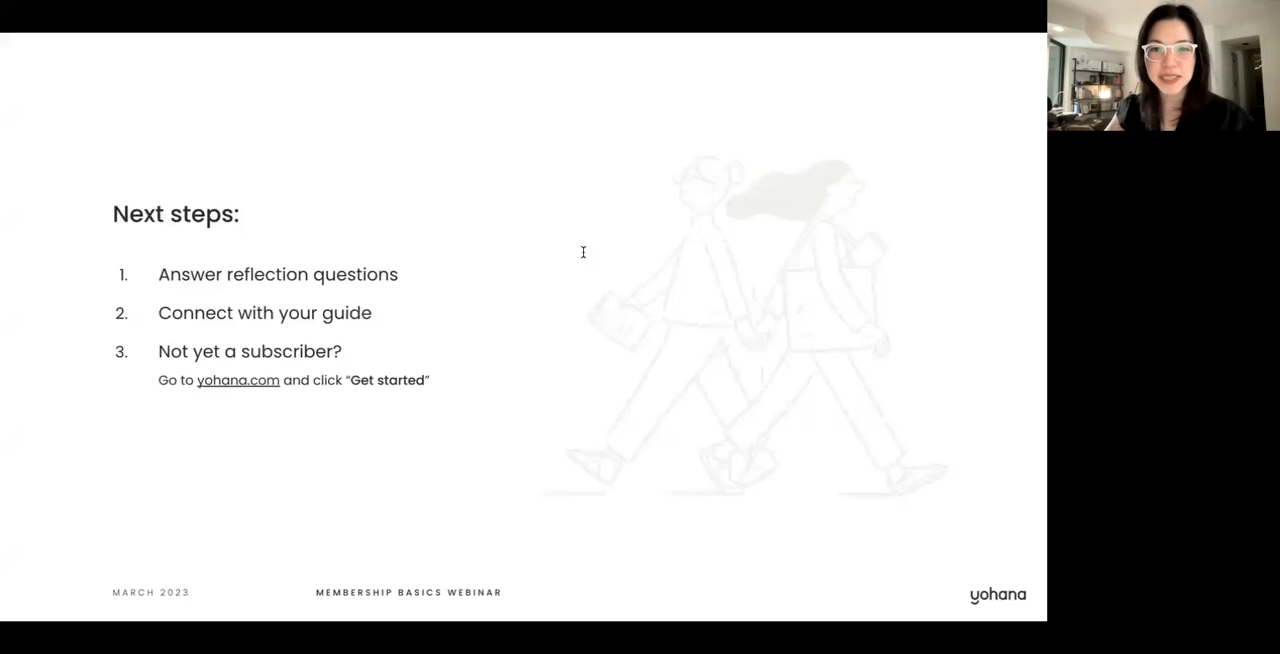 Next steps:
1. Answer reflection questions
2. Connect with your guide
3. Not yet a subscriber?
Go to yohana.com and click “Get started”
MARCH 2023 MEMBERSHIP BASICS WEBINAR yohana